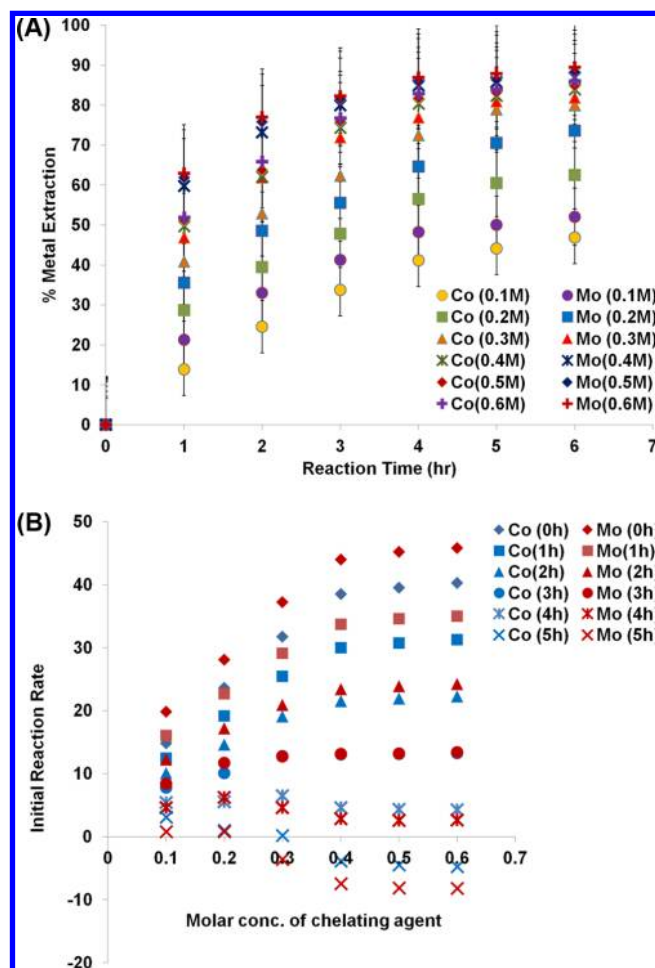 (A)
100
90
80
70
60
50
40
30
20
10
0
% Metal Extraction
Co (0.1M) Mo (0.1M)
Co (0.2M) Mo (0.2M)
Co (0.3M) Mo (0.3M)
Co(0.4M) Mo(0.4M)
Co(0.5M) Mo(0.5M)
Co(0.6M) Mo(0.6M)
0 1 2 3 4 5 6 7
Reaction Time (hr)
(B)
50
40
30
20
10
0
-10
-20
Initial Reaction Rate
Co (0h) Mo (0h)
Co(1h) Mo(1h)
Co(2h) Mo (2h)
Co (3h) Mo (3h)
Co (4h) Mo (4h)
Co (5h) Mo (5h)
0 0.1 0.2 0.3 0.4 0.5 0.6 0.7
Molar conc. of chelating agent